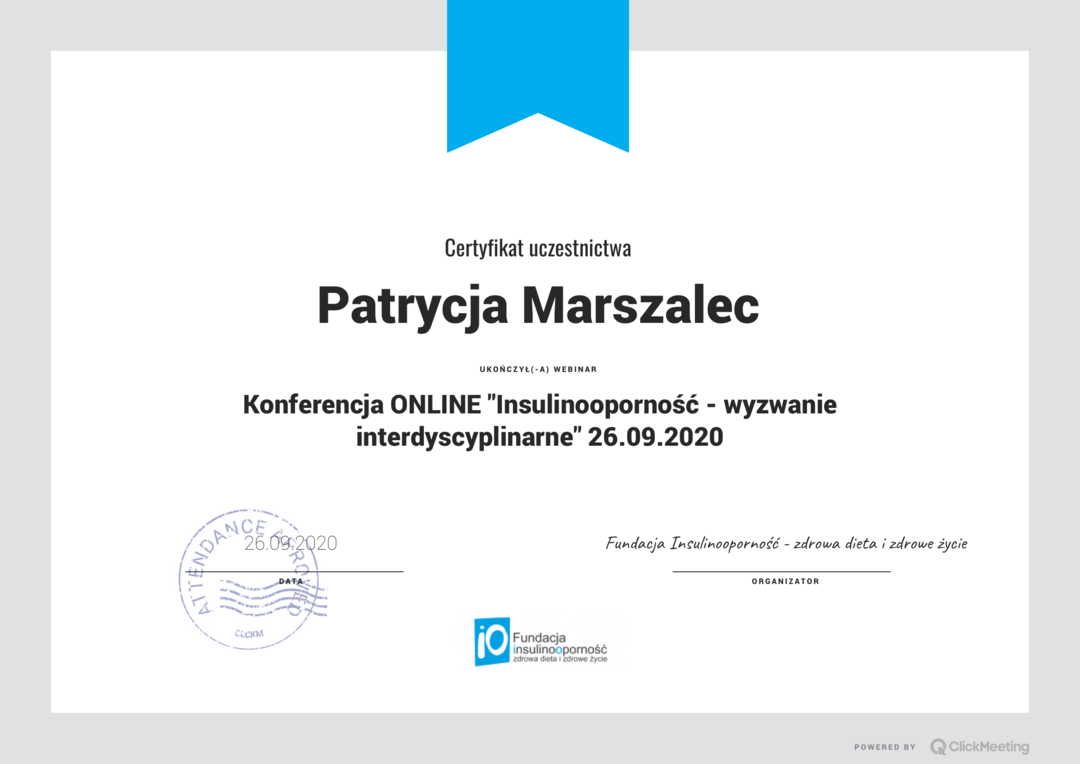 Certyfikat uczestnictwa
Patrycja Marszalec
UKOŃCZYŁ(-A) WEBINAR
Konferencja ONLINE "Insulinooporność - wyzwanie
interdyscyplinarne" 26.09.2020
ATTENDANCE APPROVED
CLCKM
26.09.2020
DATA
Fundacja Insulinooporność - zdrowa dieta i zdrowe życie
ORGANIZATOR
iO
Fundacja
insulinooporność
zdrowa dieta i zdrowe życie
POWERED BY ClickMeeting